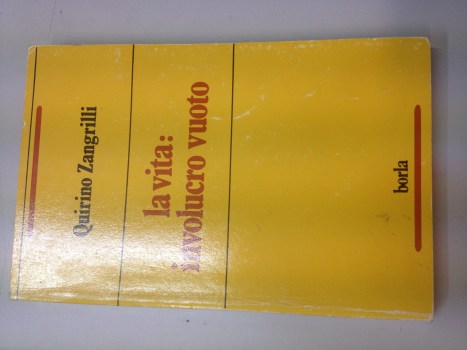 Quirino Zangrilli
la vita:
involucro vuoto
borla